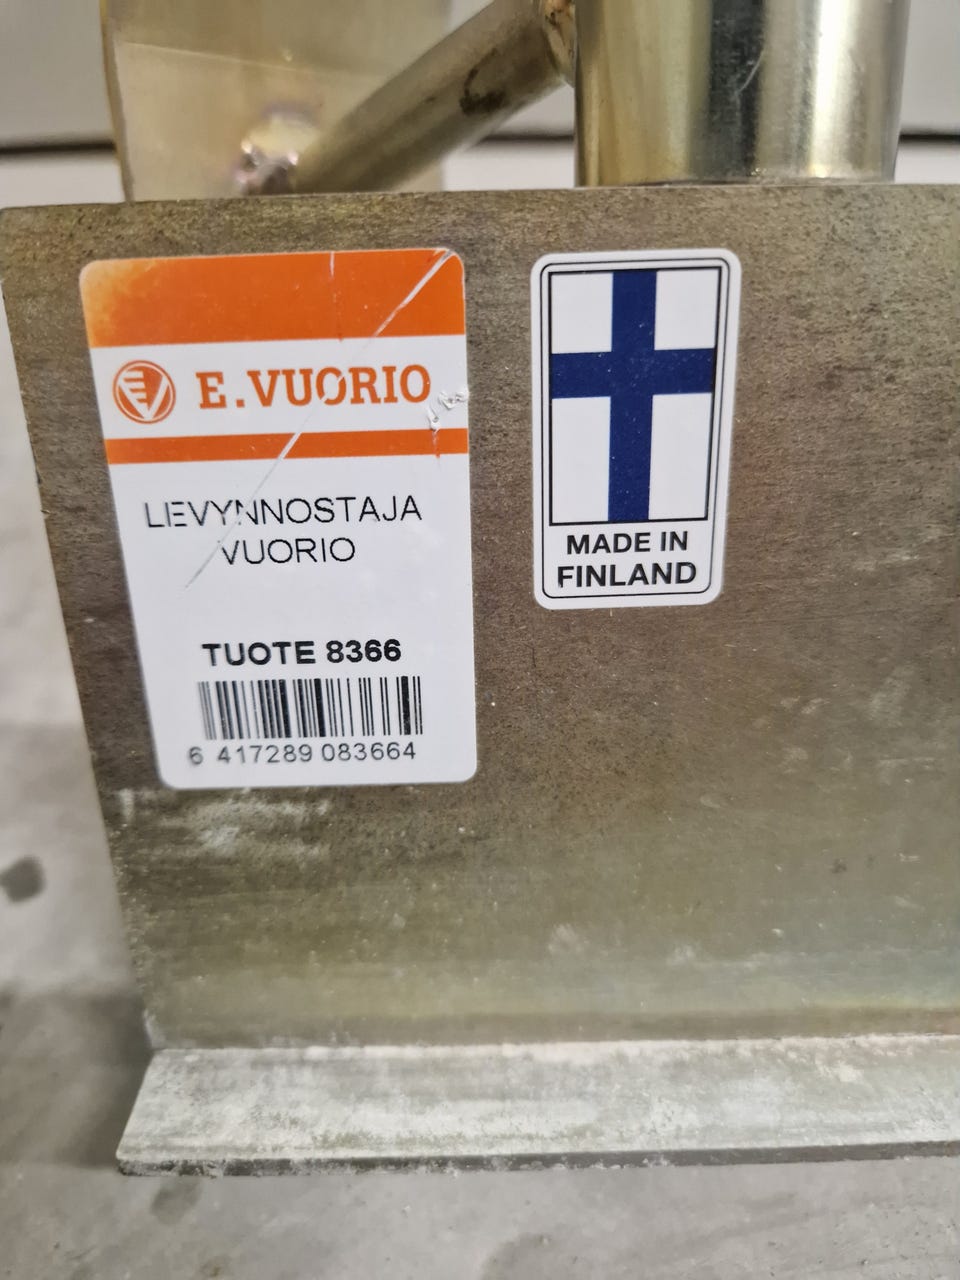 E.VUORIO
LEVYNNOSTAJA
VUORIO
TUOTE 8366
6 417289 083664
MADE IN
FINLAND